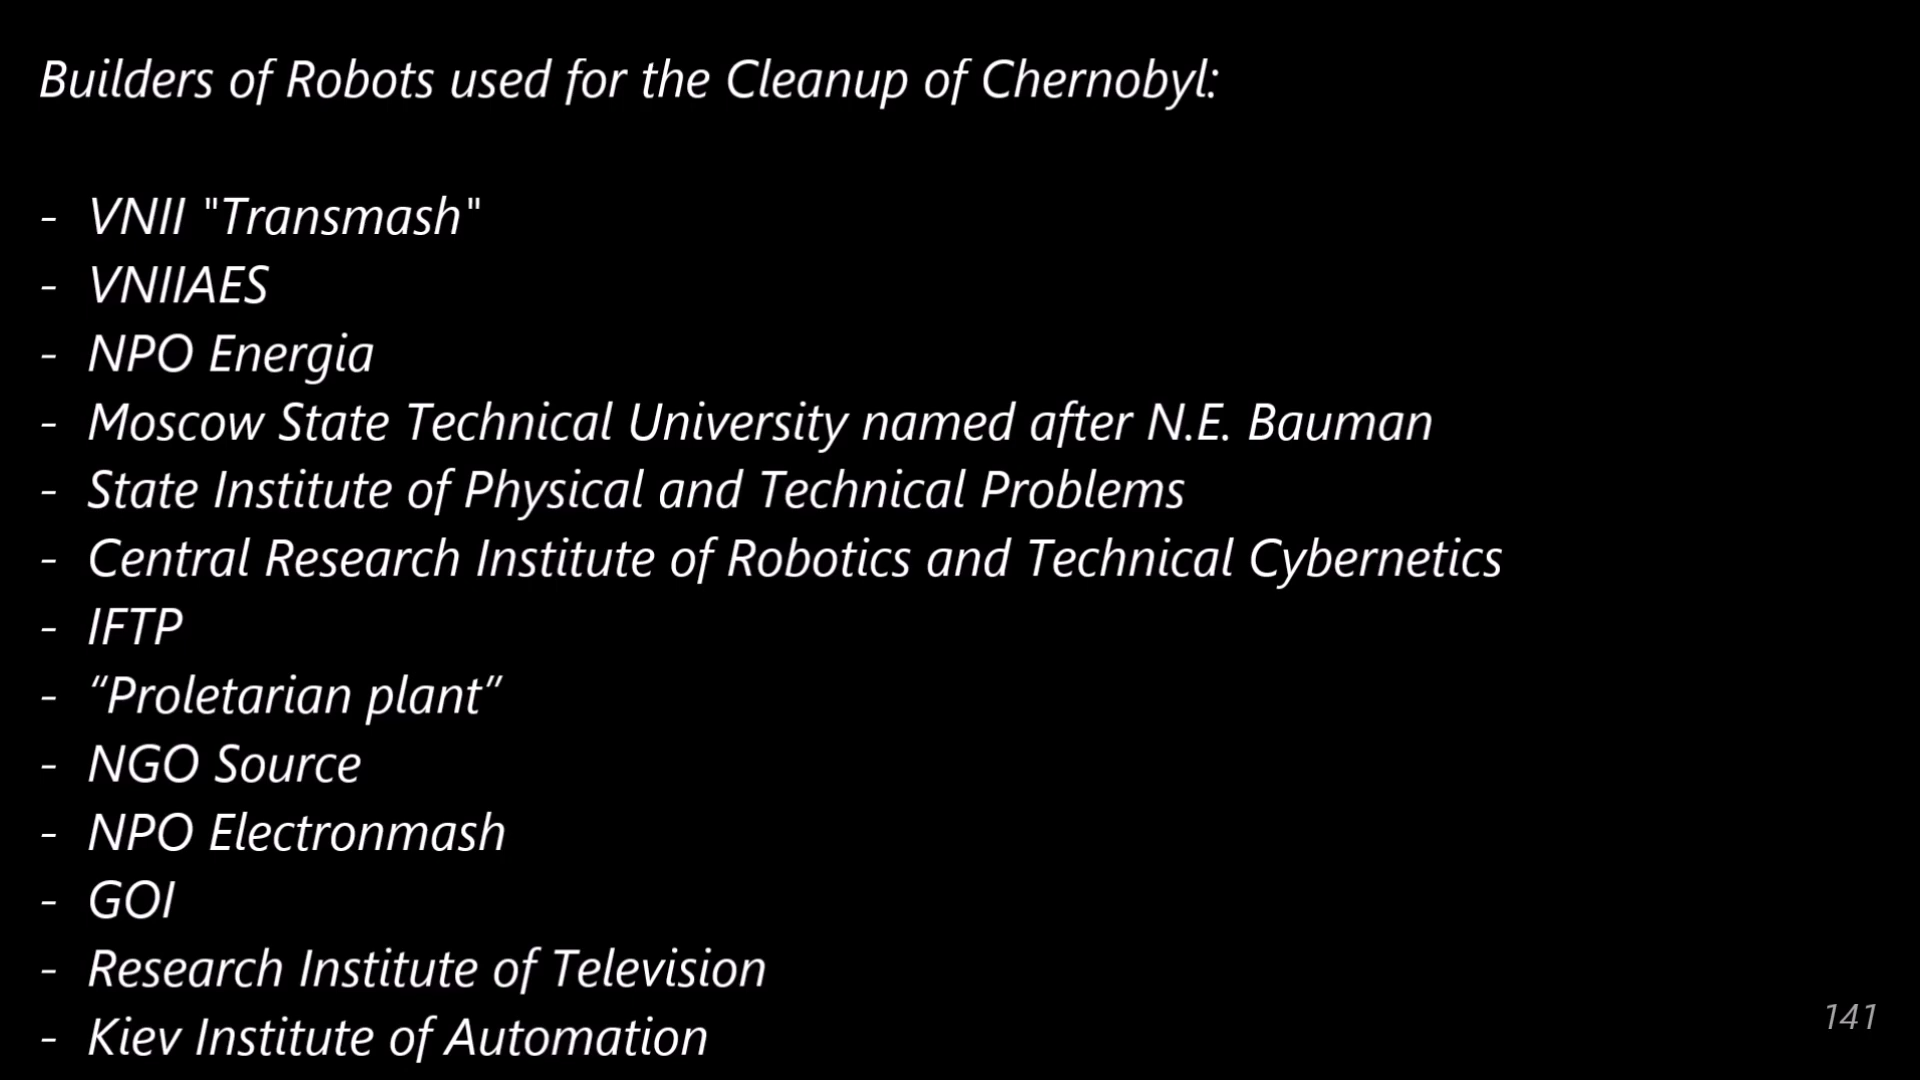 Builders of Robots used for the Cleanup of Chernobyl:
- VNII "Transmash"
- VNIIAES
- NPO Energia
- Moscow State Technical University named after N.E. Bauman
- State Institute of Physical and Technical Problems
- Central Research Institute of Robotics and Technical Cybernetics
- IFTP
- “Proletarian plant”
- NGO Source
- NPO Electronmash
- GOI
- Research Institute of Television
- Kiev Institute of Automation
141